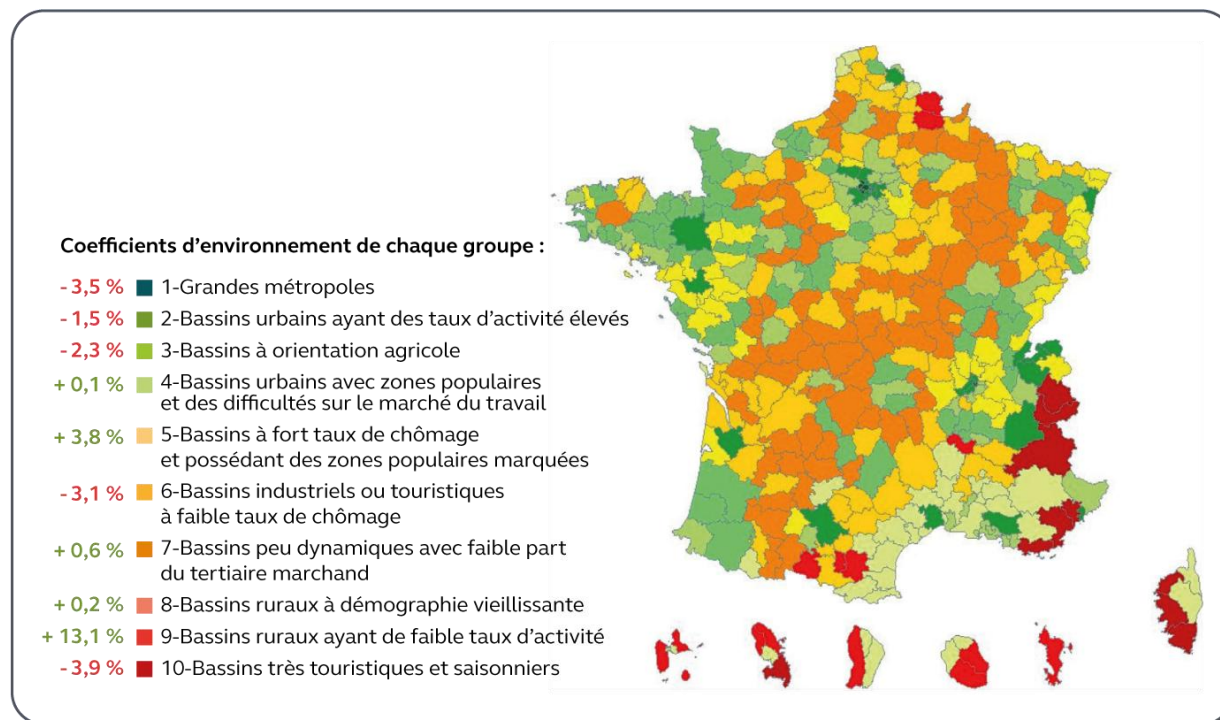 Coefficients d’environnement de chaque groupe :
- 3,5 % 1-Grandes métropoles
- 1,5 % 2-Bassins urbains ayant des taux d’activité élevés
- 2,3 % 3-Bassins à orientation agricole
+ 0,1 % 4-Bassins urbains avec zones populaires
et des difficultés sur le marché du travail
+ 3,8 % 5-Bassins à fort taux de chômage
et possédant des zones populaires marquées
- 3,1 % 6-Bassins industriels ou touristiques
à faible taux de chômage
+ 0,6 % 7-Bassins peu dynamiques avec faible part
du tertiaire marchand
+ 0,2 % 8-Bassins ruraux à démographie vieillissante
+ 13,1 % 9-Bassins ruraux ayant de faible taux d’activité
- 3,9 % 10-Bassins très touristiques et saisonniers